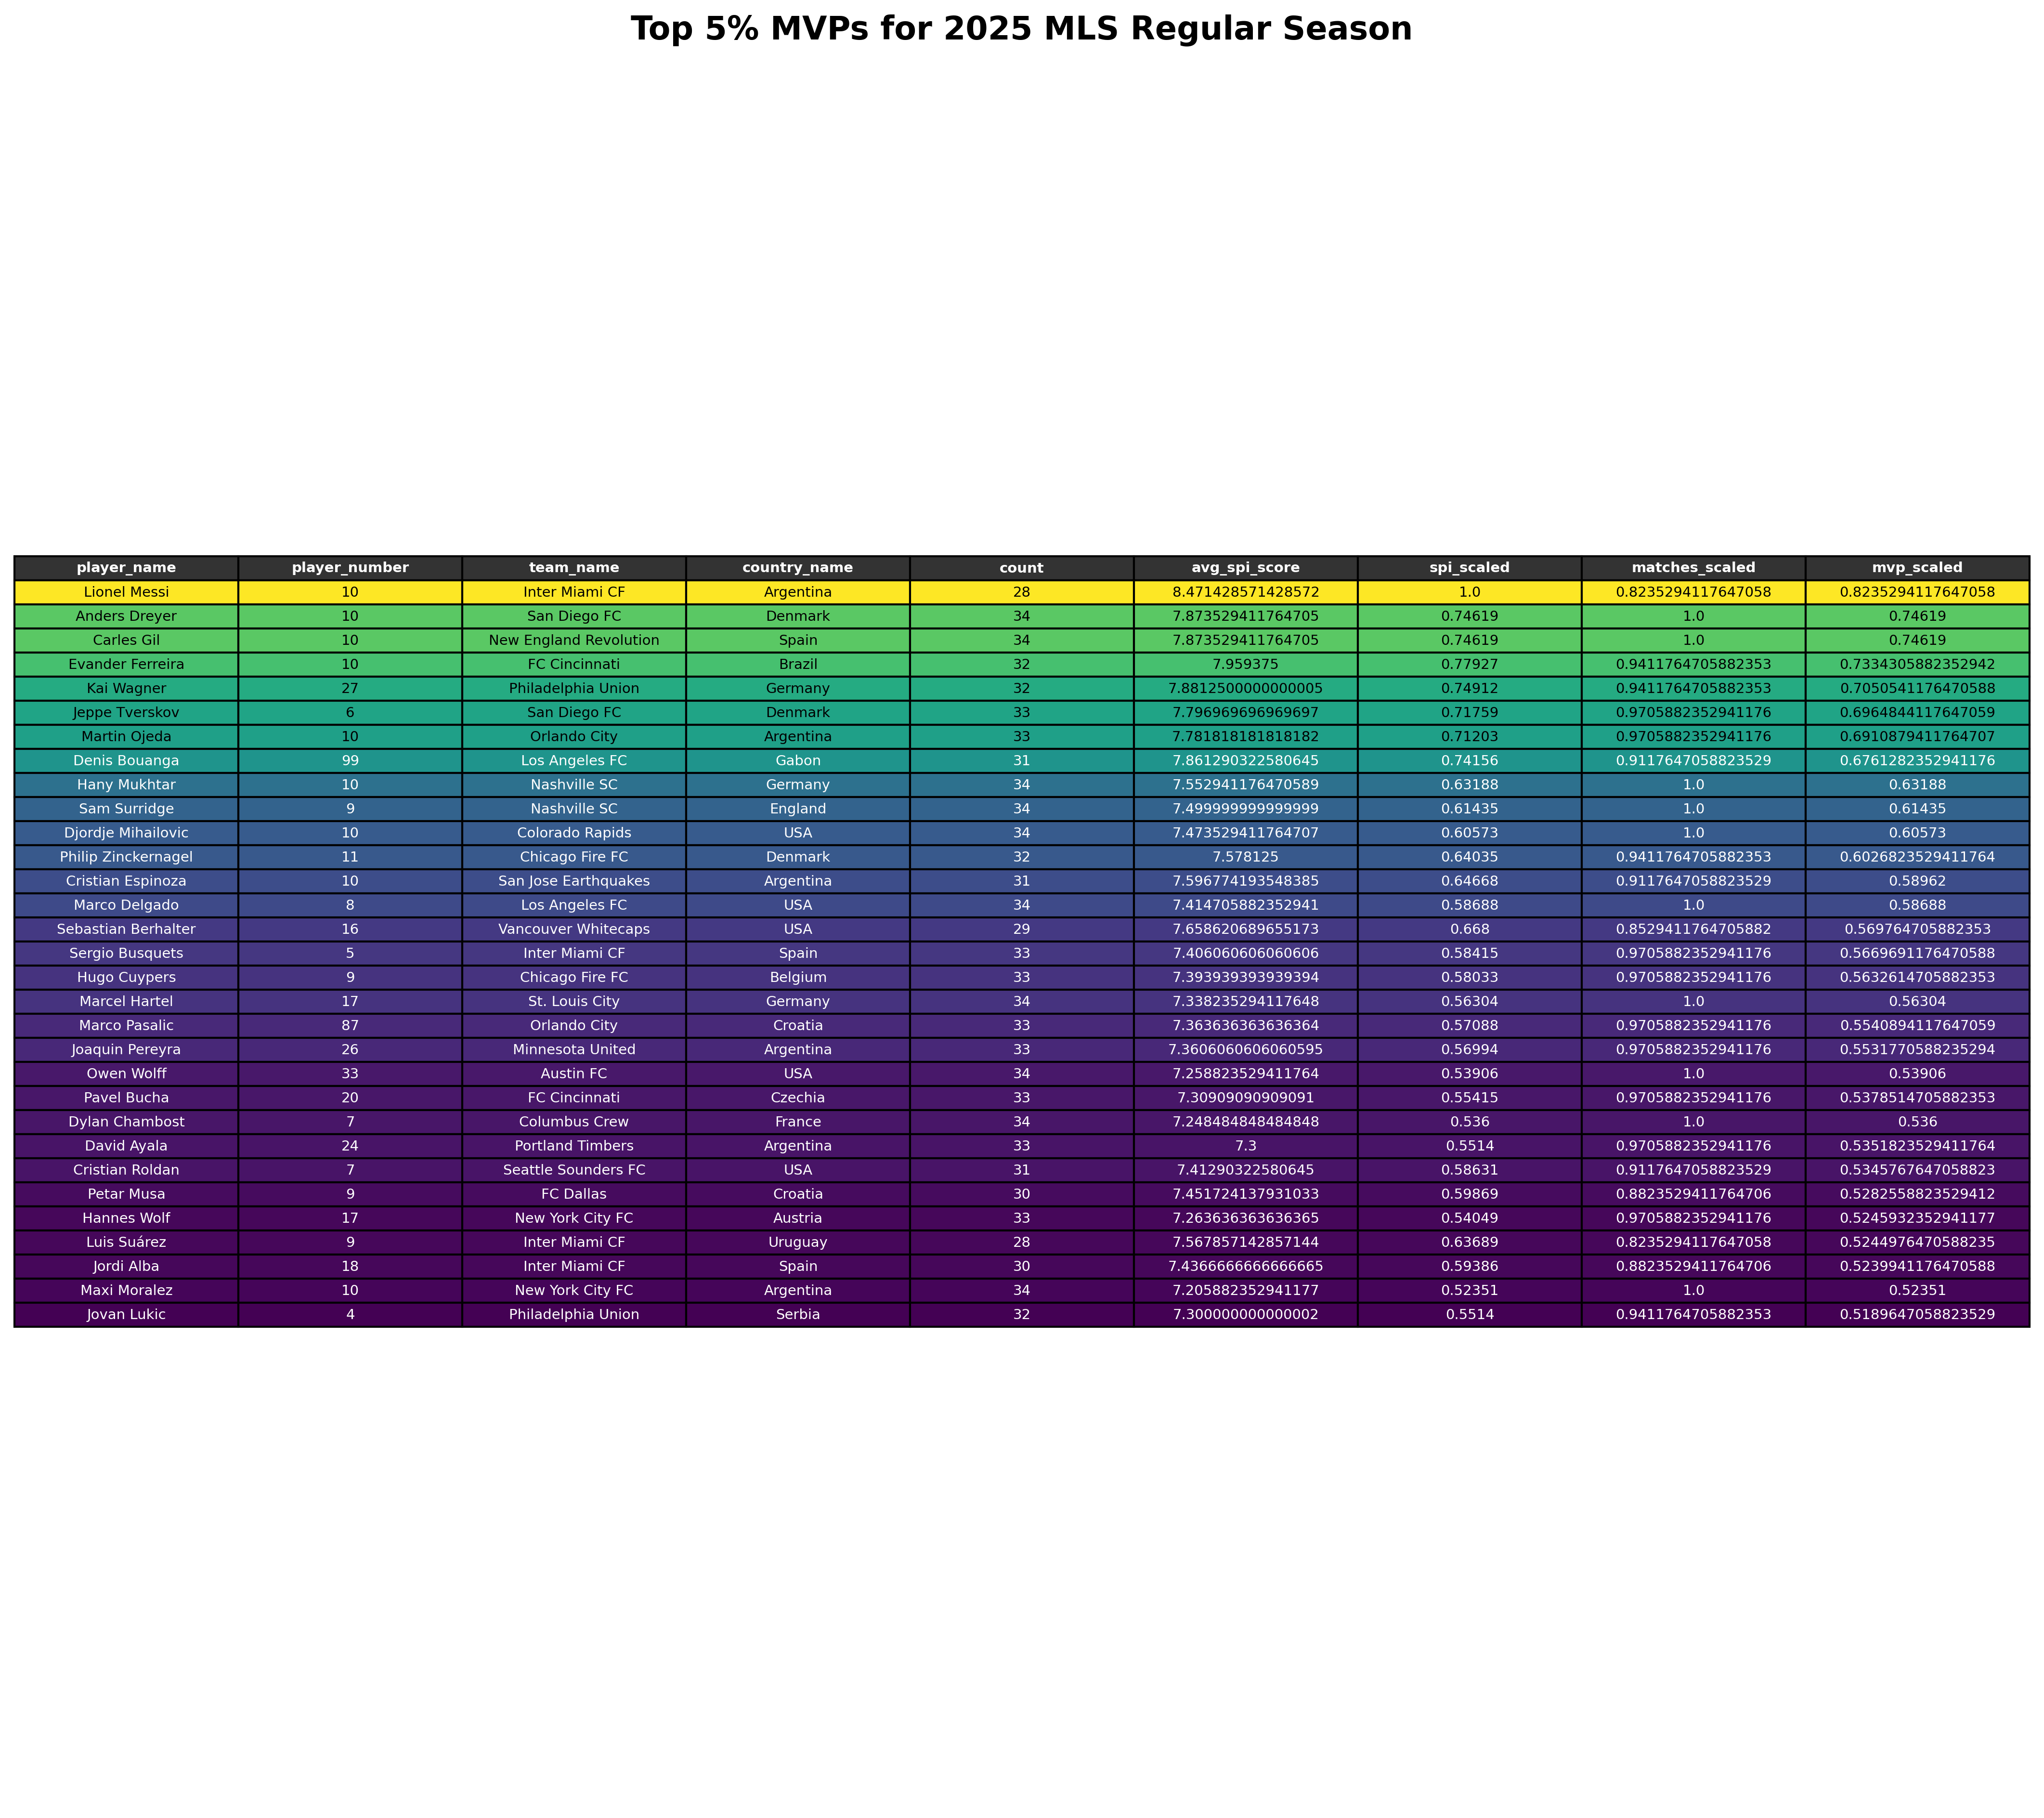 Top 5% MVPs for 2025 MLS Regular Season
player_name player_number team_name country_name count avg_spi_score spi_scaled matches_scaled mvp_scaled
Lionel Messi 10 Inter Miami CF Argentina 28 8.471428571428572 1.0 0.8235294117647058 0.8235294117647058
Anders Dreyer 10 San Diego FC Denmark 34 7.873529411764705 0.74619 1.0 0.74619
Carles Gil 10 New England Revolution Spain 34 7.873529411764705 0.74619 1.0 0.74619
Evander Ferreira 10 FC Cincinnati Brazil 32 7.959375 0.77927 0.9411764705882353 0.7334305882352942
Kai Wagner 27 Philadelphia Union Germany 32 7.8812500000000005 0.74912 0.9411764705882353 0.7050541176470588
Jeppe Tverskov 6 San Diego FC Denmark 33 7.796969696969697 0.71759 0.9705882352941176 0.6964844117647059
Martin Ojeda 10 Orlando City Argentina 33 7.781818181818182 0.71203 0.9705882352941176 0.6910879411764707
Denis Bouanga 99 Los Angeles FC Gabon 31 7.861290322580645 0.74156 0.9117647058823529 0.6761282352941176
Hany Mukhtar 10 Nashville SC Germany 34 7.552941176470589 0.63188 1.0 0.63188
Sam Surridge 9 Nashville SC England 34 7.499999999999999 0.61435 1.0 0.61435
Djordje Mihailovic 10 Colorado Rapids USA 34 7.473529411764707 0.60573 1.0 0.60573
Philip Zinckernagel 11 Chicago Fire FC Denmark 32 7.578125 0.64035 0.9411764705882353 0.6026823529411764
Cristian Espinoza 10 San Jose Earthquakes Argentina 31 7.596774193548385 0.64668 0.9117647058823529 0.58962
Marco Delgado 8 Los Angeles FC USA 34 7.414705882352941 0.58688 1.0 0.58688
Sebastian Berhalter 16 Vancouver Whitecaps USA 29 7.658620689655173 0.668 0.8529411764705882 0.569764705882353
Sergio Busquets 5 Inter Miami CF Spain 33 7.406060606060606 0.58415 0.9705882352941176 0.5669691176470588
Hugo Cuypers 9 Chicago Fire FC Belgium 33 7.393939393939394 0.58033 0.9705882352941176 0.5632614705882353
Marcel Hartel 17 St. Louis City Germany 34 7.338235294117648 0.56304 1.0 0.56304
Marco Pasalic 87 Orlando City Croatia 33 7.363636363636364 0.57088 0.9705882352941176 0.5540894117647059
Joaquin Pereyra 26 Minnesota United Argentina 33 7.3606060606060595 0.56994 0.9705882352941176 0.5531770588235294
Owen Wolff 33 Austin FC USA 34 7.258823529411764 0.53906 1.0 0.53906
Pavel Bucha 20 FC Cincinnati Czechia 33 7.30909090909091 0.55415 0.9705882352941176 0.5378514705882353
Dylan Chambost 7 Columbus Crew France 34 7.248484848484848 0.536 1.0 0.536
David Ayala 24 Portland Timbers Argentina 33 7.3 0.5514 0.9705882352941176 0.5351823529411764
Cristian Roldan 7 Seattle Sounders FC USA 31 7.41290322580645 0.58631 0.9117647058823529 0.5345767647058823
Petar Musa 9 FC Dallas Croatia 30 7.451724137931033 0.59869 0.8823529411764706 0.5282558823529412
Hannes Wolf 17 New York City FC Austria 33 7.263636363636365 0.54049 0.9705882352941176 0.5245932352941177
Luis Suárez 9 Inter Miami CF Uruguay 28 7.567857142857144 0.63689 0.8235294117647058 0.5244976470588235
Jordi Alba 18 Inter Miami CF Spain 30 7.4366666666666665 0.59386 0.8823529411764706 0.5239941176470588
Maxi Moralez 10 New York City FC Argentina 34 7.205882352941177 0.52351 1.0 0.52351
Jovan Lukic 4 Philadelphia Union Serbia 32 7.300000000000002 0.5514 0.9411764705882353 0.5189647058823529